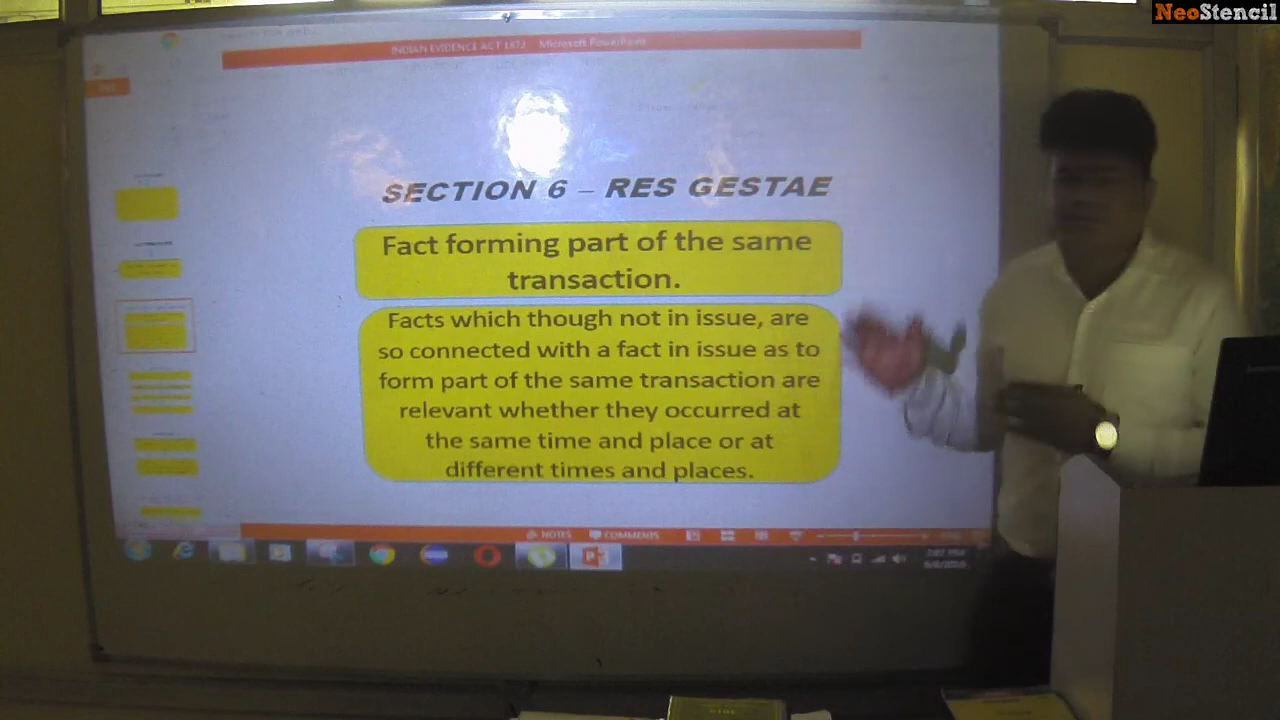 NeoStencil
INDIAN EVIDENCE ACT 1872 Microsoft PowerPoint
SECTION 6 – RES GESTAE
Fact forming part of the same
transaction.
Facts which though not in issue, are
so connected with a fact in issue as to
form part of the same transaction are
relevant whether they occurred at
the same time and place or at
different times and places.
NOTES COMMENTS